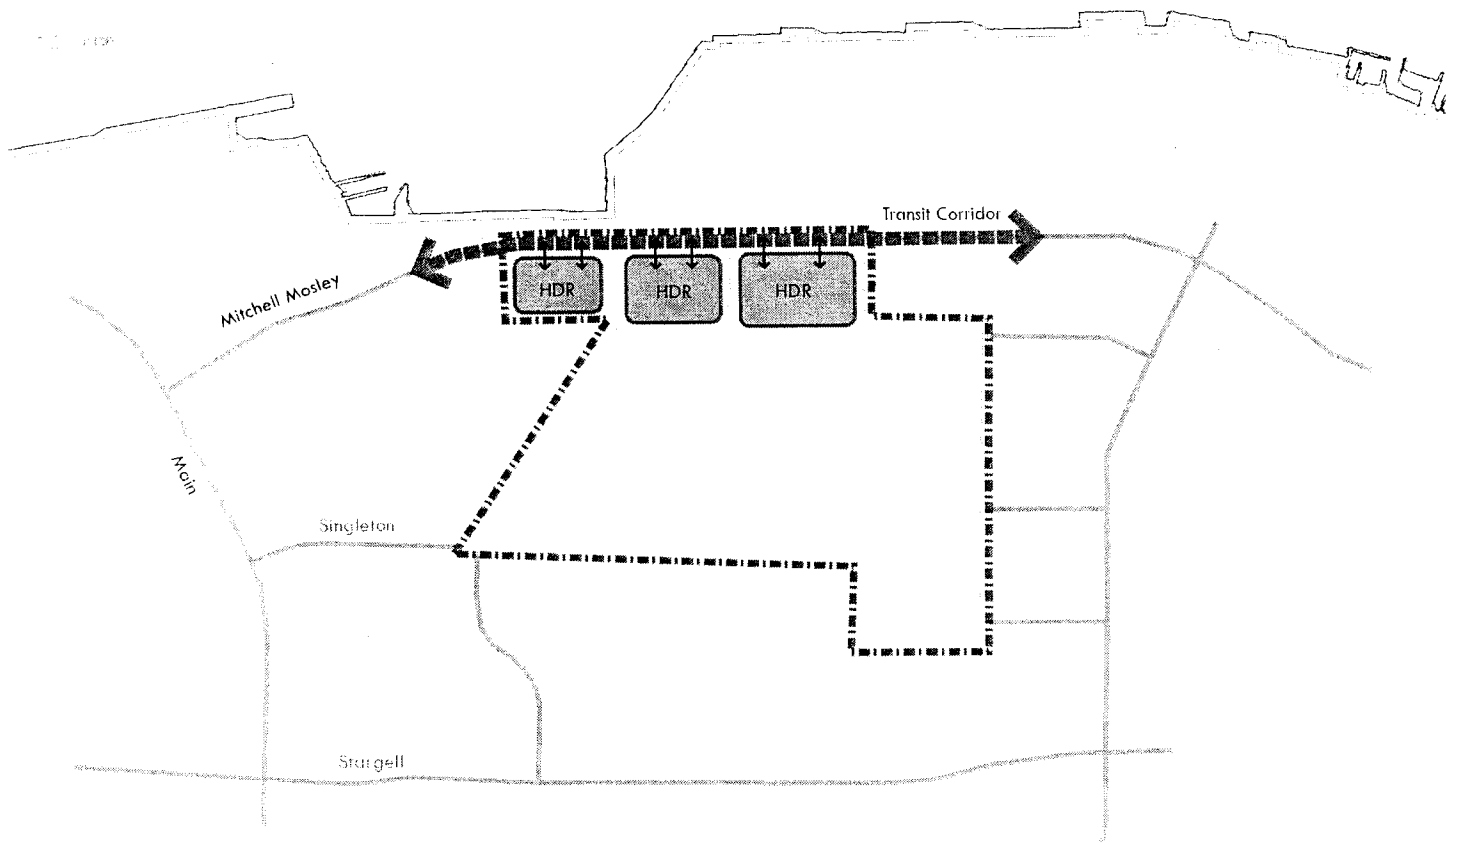 Transit Corridor
Mitchell Mosley
HDR
HDR
HDR
Main
Singleton
Stargell